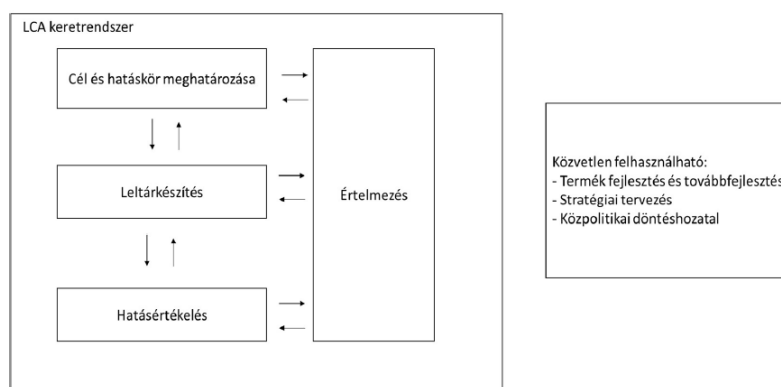 LCA keretrendszer
Cél és hatáskör meghatározása
Leltárkészítés
Hatásértékelés
Értelmezés
Közvetlen felhasználható:
- Termék fejlesztés és továbbfejlesztés
- Stratégiai tervezés
- Közpolitikai döntéshozatal